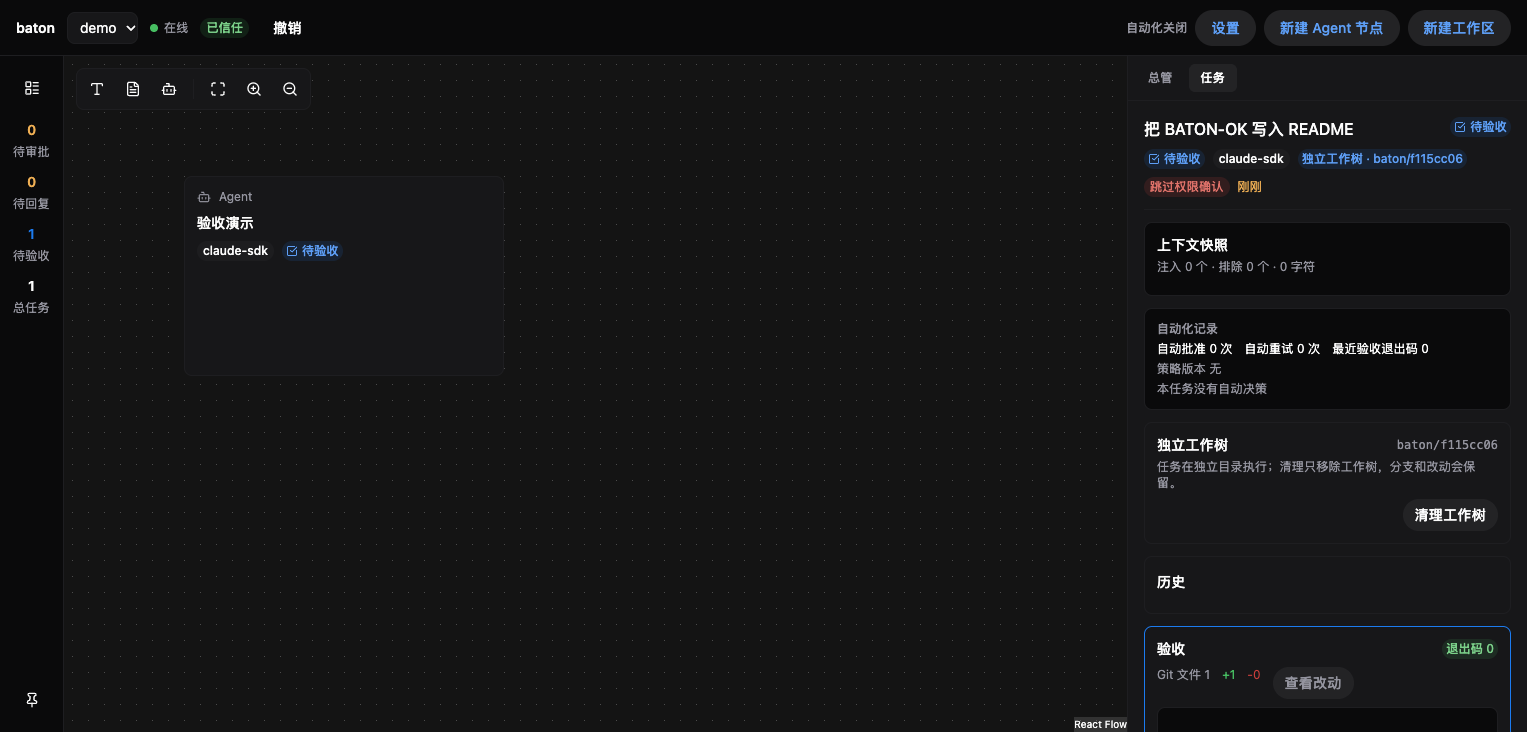 baton demo 在线 已信任 撤销 自动化关闭 设置 新建 Agent 节点 新建工作区
0
待审批
0
待回复
1
待验收
1
总任务
Agent
验收演示
claude-sdk 待验收
React Flow
总管 任务
把 BATON-OK 写入 README 待验收
待验收 claude-sdk 独立工作树 · baton/f115cc06
跳过权限确认 刚刚
上下文快照
注入 0 个 · 排除 0 个 · 0 字符
自动化记录
自动批准 0 次 自动重试 0 次 最近验收退出码 0
策略版本 无
本任务没有自动决策
独立工作树 baton/f115cc06
任务在独立目录执行；清理只移除工作树，分支和改动会保
留。
清理工作树
历史
验收 退出码 0
Git 文件 1 +1 -0 查看改动